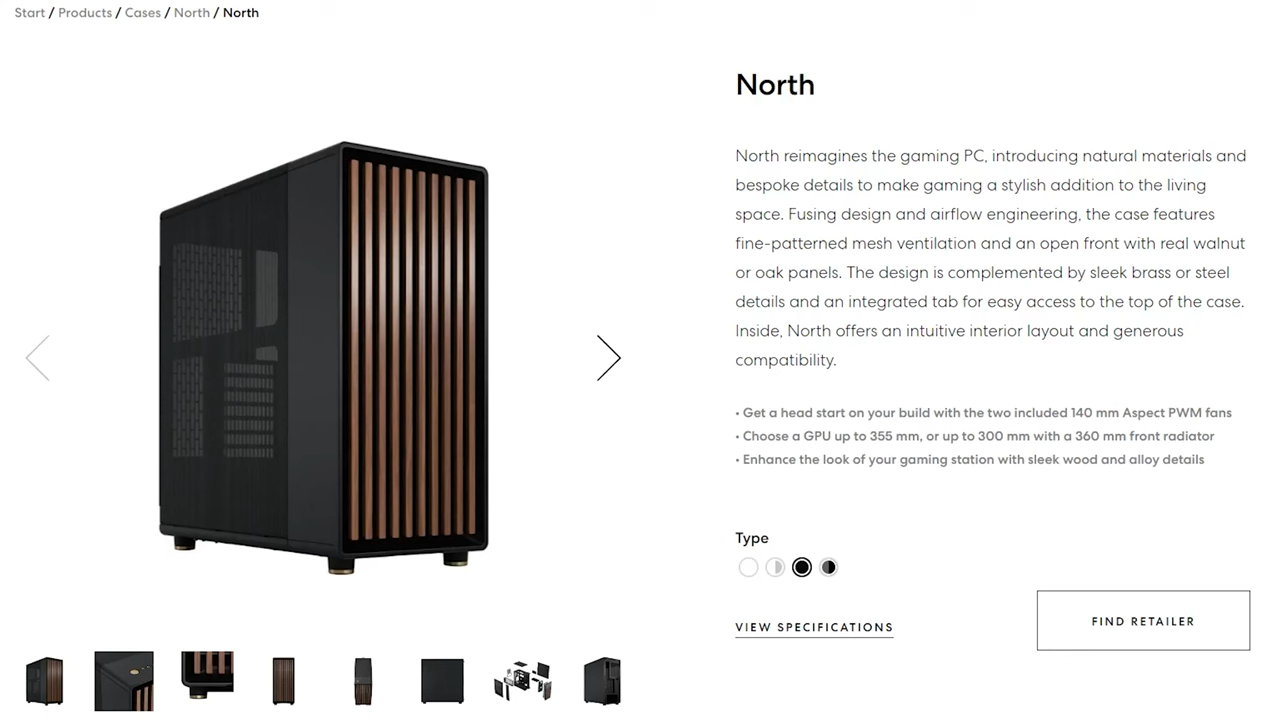 Start / Products / Cases / North / North
North
North reimagines the gaming PC, introducing natural materials and
bespoke details to make gaming a stylish addition to the living
space. Fusing design and airflow engineering, the case features
fine-patterned mesh ventilation and an open front with real walnut
or oak panels. The design is complemented by sleek brass or steel
details and an integrated tab for easy access to the top of the case.
Inside, North offers an intuitive interior layout and generous
compatibility.
• Get a head start on your build with the two included 140 mm Aspect PWM fans
• Choose a GPU up to 355 mm, or up to 300 mm with a 360 mm front radiator
• Enhance the look of your gaming station with sleek wood and alloy details
Type
VIEW SPECIFICATIONS
FIND RETAILER